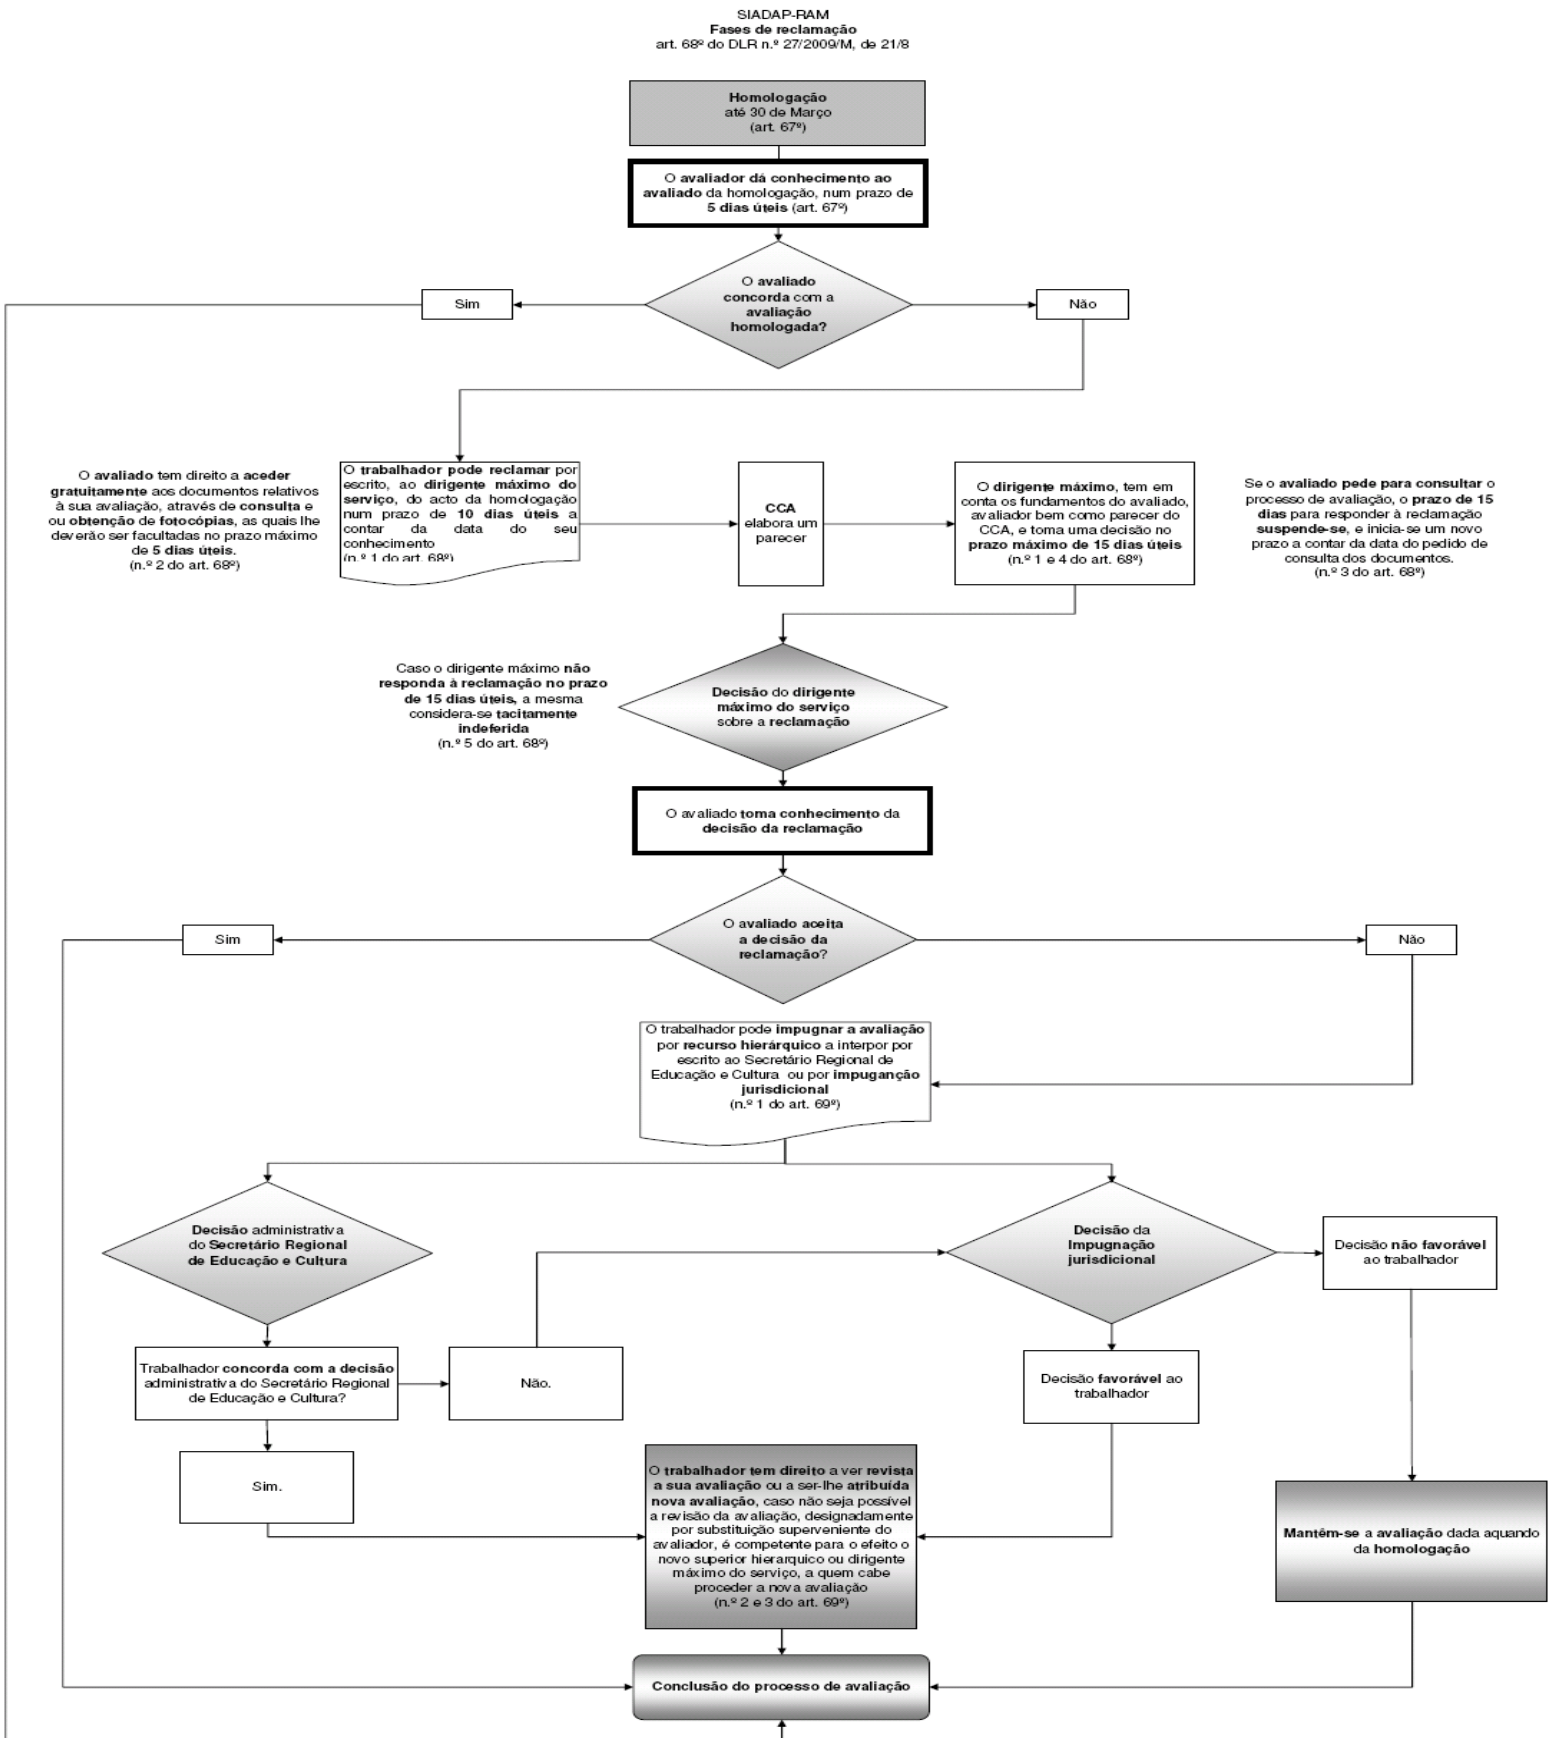 SIADAP-RAM
Fases de reclamação
art. 68º do DLR n.º 27/2009/M, de 21/8
Homologação
até 30 de Março
(art. 67º)
O avaliador dá conhecimento ao
avaliado da homologação, num prazo de
5 dias úteis (art. 67º)
O avaliado
concorda com a
avaliação
homologada?
Sim
Não
O avaliado tem direito a aceder
gratuitamente aos documentos relativos
à sua avaliação, através de consulta e
ou obtenção de fotocópias, as quais lhe
deverão ser facultadas no prazo máximo
de 5 dias úteis.
(n.º 2 do art. 68º)
O trabalhador pode reclamar por
escrito, ao dirigente máximo do
serviço, do acto da homologação
num prazo de 10 dias úteis a
contar da data do seu
conhecimento
(n.º 1 do art. 68º)
CCA
elabora um
parecer
O dirigente máximo, tem em
conta os fundamentos do avaliado,
avaliador bem como parecer do
CCA, e toma uma decisão no
prazo máximo de 15 dias úteis
(n.º 1 e 4 do art. 68º)
Se o avaliado pede para consultar o
processo de avaliação, o prazo de 15
dias para responder à reclamação
suspende-se, e inicia-se um novo
prazo a contar da data do pedido de
consulta dos documentos.
(n.º 3 do art. 68º)
Caso o dirigente máximo não
responda à reclamação no prazo
de 15 dias úteis, a mesma
considera-se tacitamente
indeferida
(n.º 5 do art. 68º)
Decisão do dirigente
máximo do serviço
sobre a reclamação
O avaliado toma conhecimento da
decisão da reclamação
O avaliado aceita
a decisão da
reclamação?
Sim
Não
O trabalhador pode impugnar a avaliação
por recurso hierárquico a interpor por
escrito ao Secretário Regional de
Educação e Cultura ou por impuganção
jurisdicional
(n.º 1 do art. 69º)
Decisão administrativa
do Secretário Regional
de Educação e Cultura
Decisão da
Impugnação
jurisdicional
Decisão não favorável
ao trabalhador
Trabalhador concorda com a decisão
administrativa do Secretário Regional
de Educação e Cultura?
Não.
Decisão favorável ao
trabalhador
Sim.
O trabalhador tem direito a ver revista
a sua avaliação ou a ser-lhe atribuída
nova avaliação, caso não seja possível
a revisão da avaliação, designadamente
por substituição superveniente do
avaliador, é competente para o efeito o
novo superior hierarquico ou dirigente
máximo do serviço, a quem cabe
proceder a nova avaliação
(n.º 2 e 3 do art. 69º)
Mantêm-se a avaliação dada aquando
da homologação
Conclusão do processo de avaliação